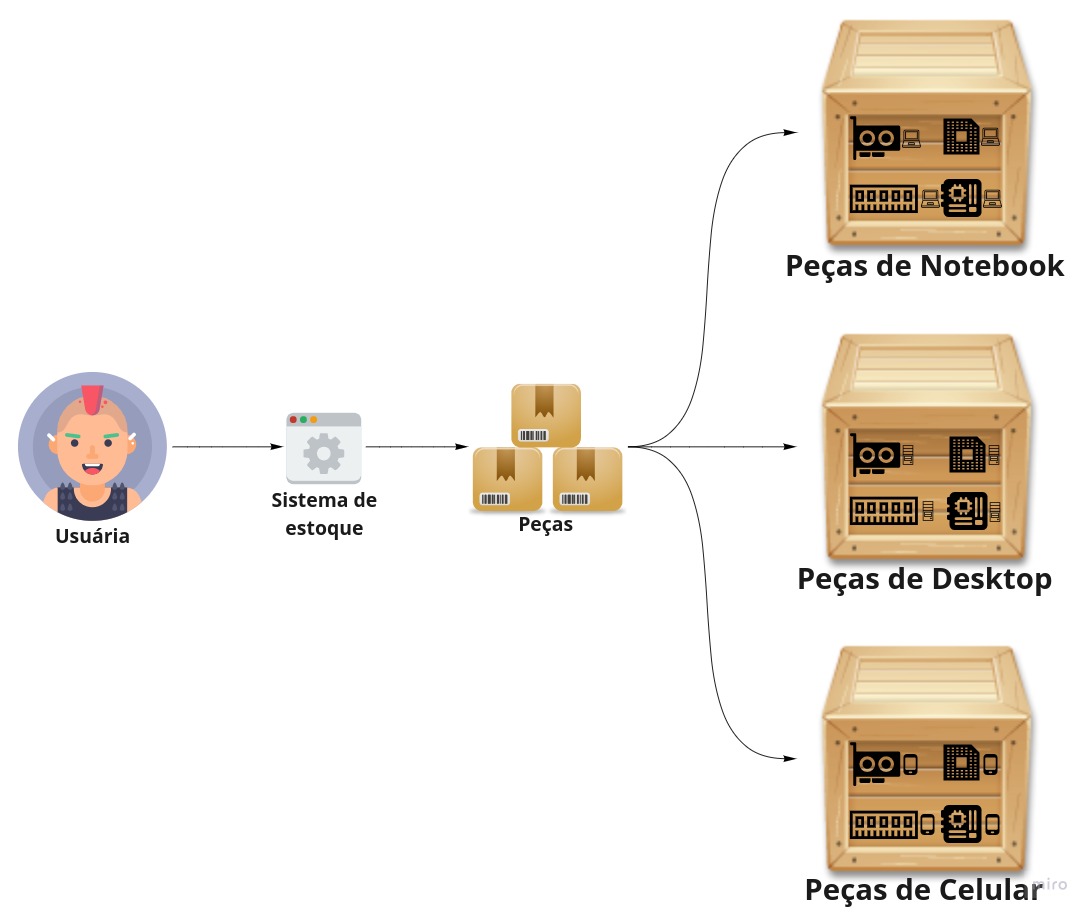 Peças de Notebook
Usuária
Sistema de
estoque
Peças
Peças de Desktop
Peças de Celular
miro